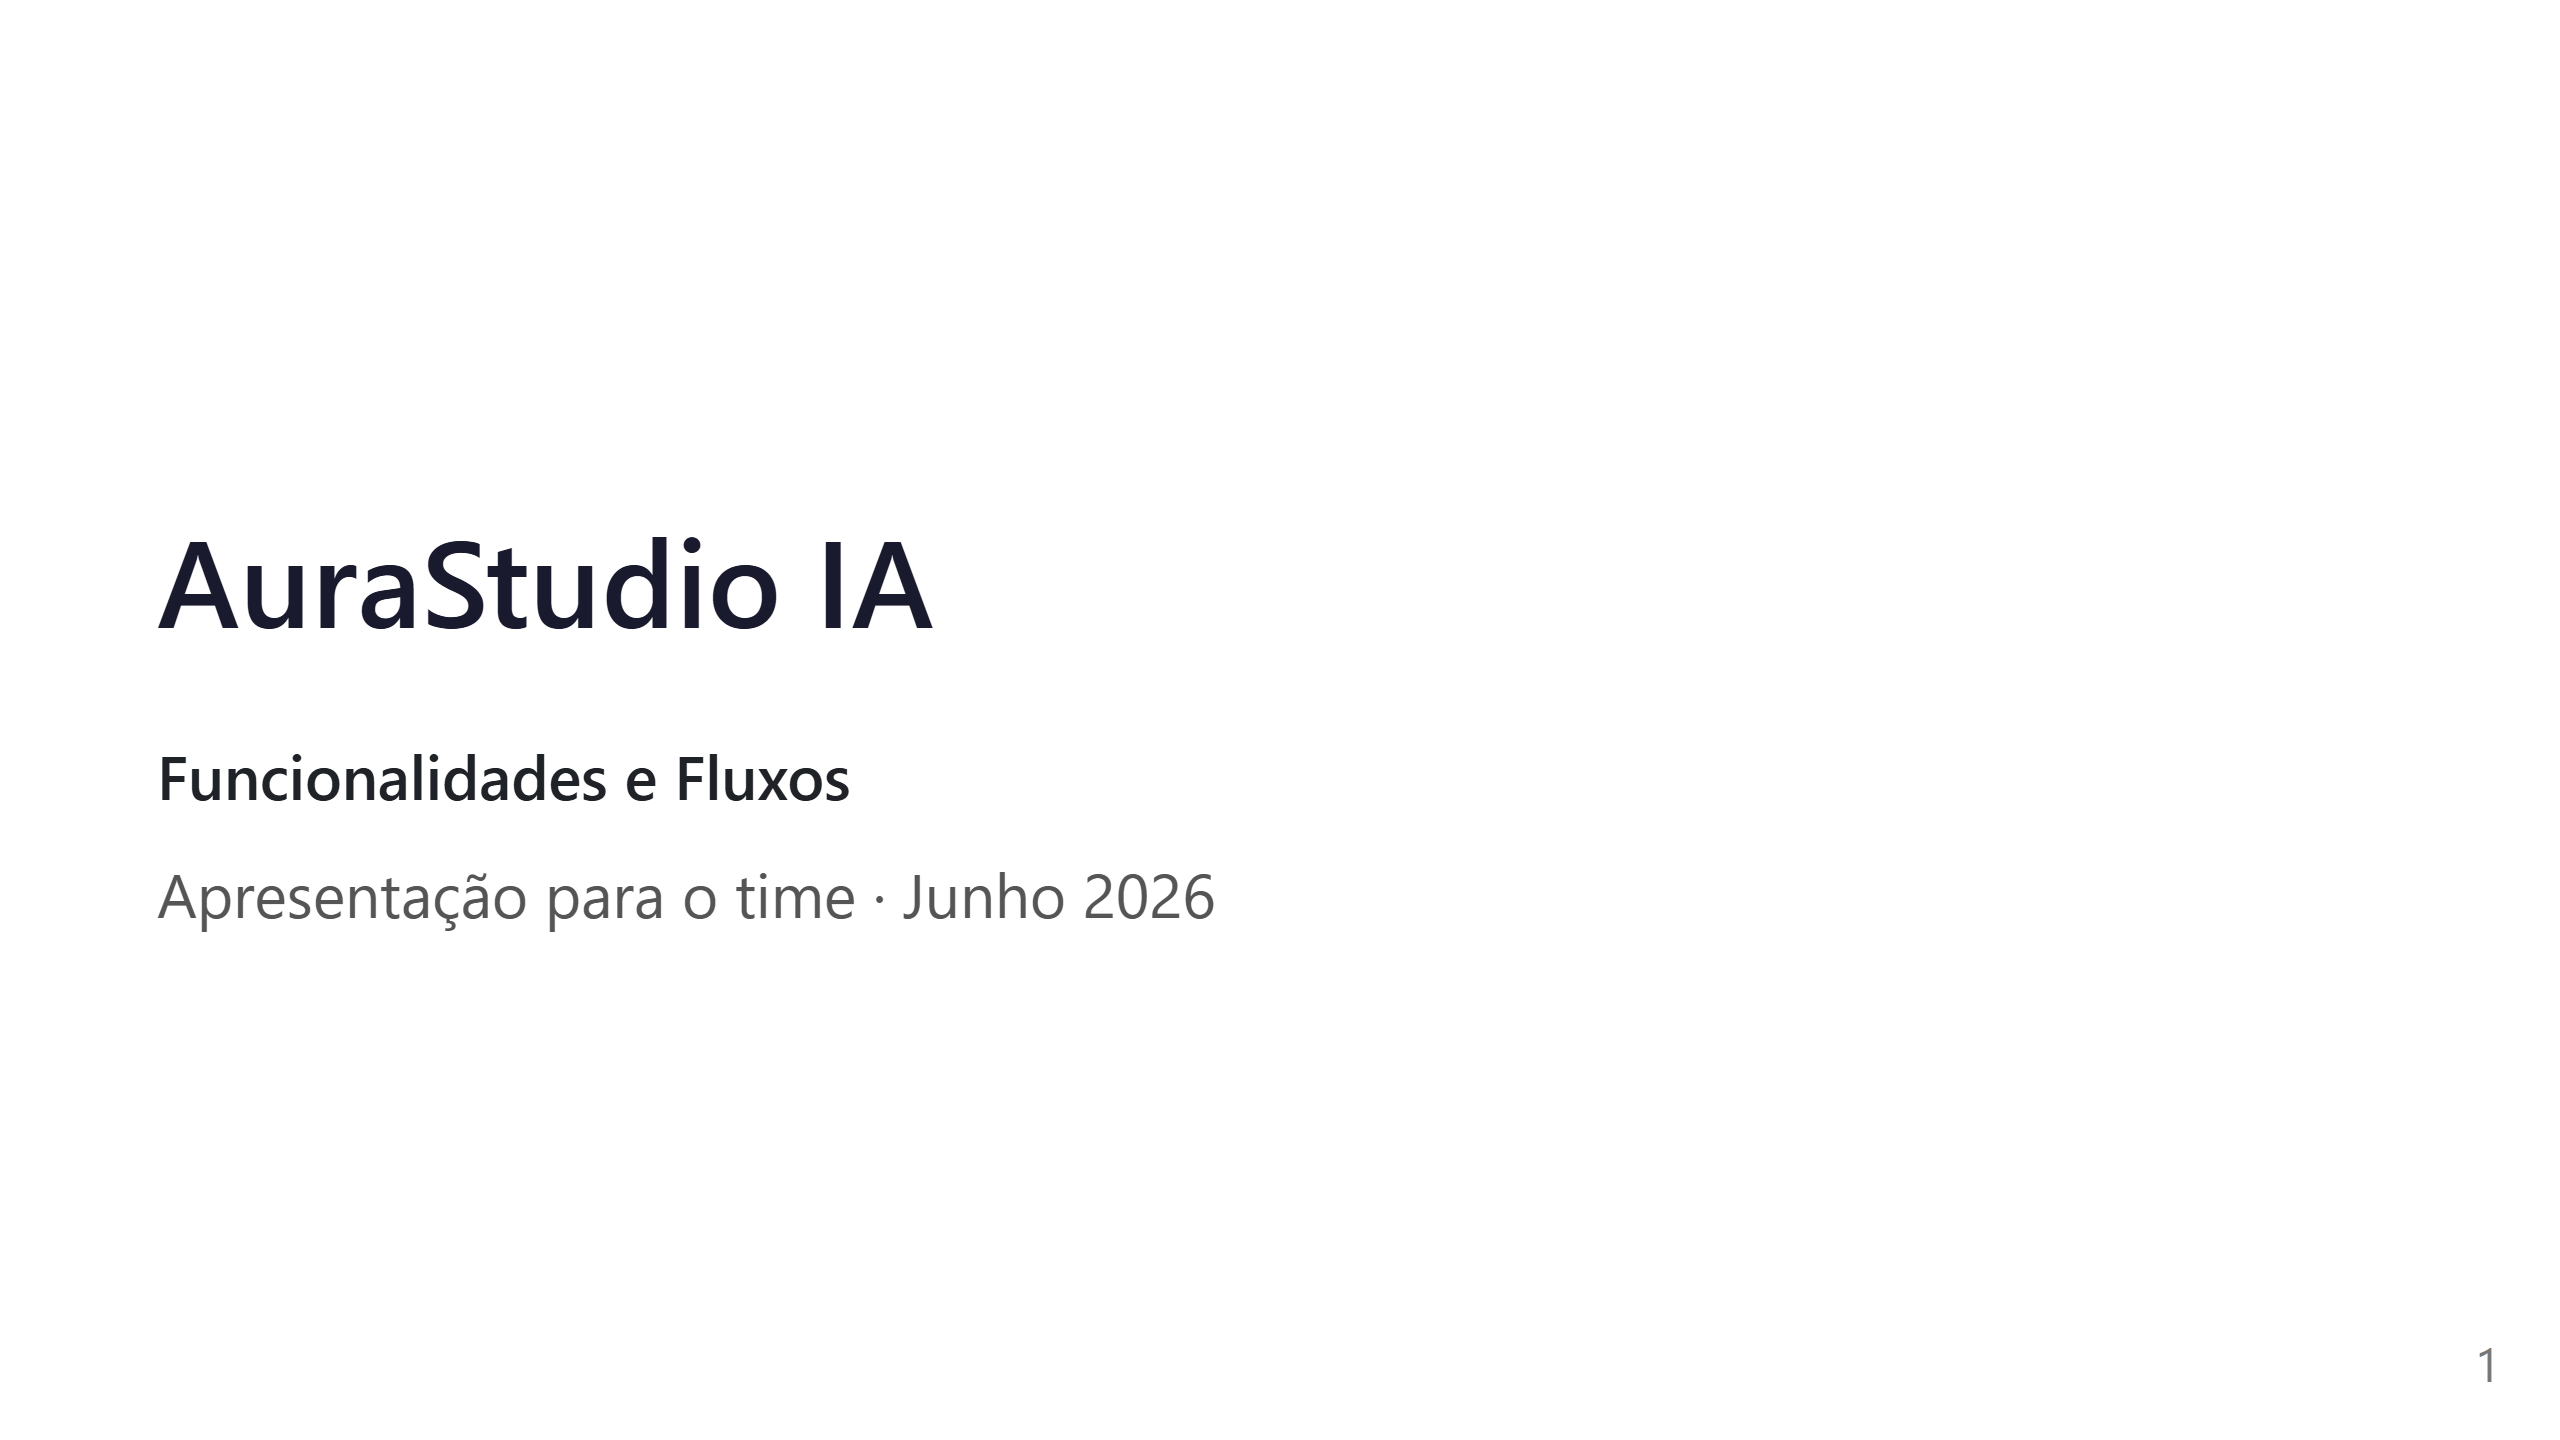 AuraStudio IA
Funcionalidades e Fluxos
Apresentação para o time · Junho 2026
1